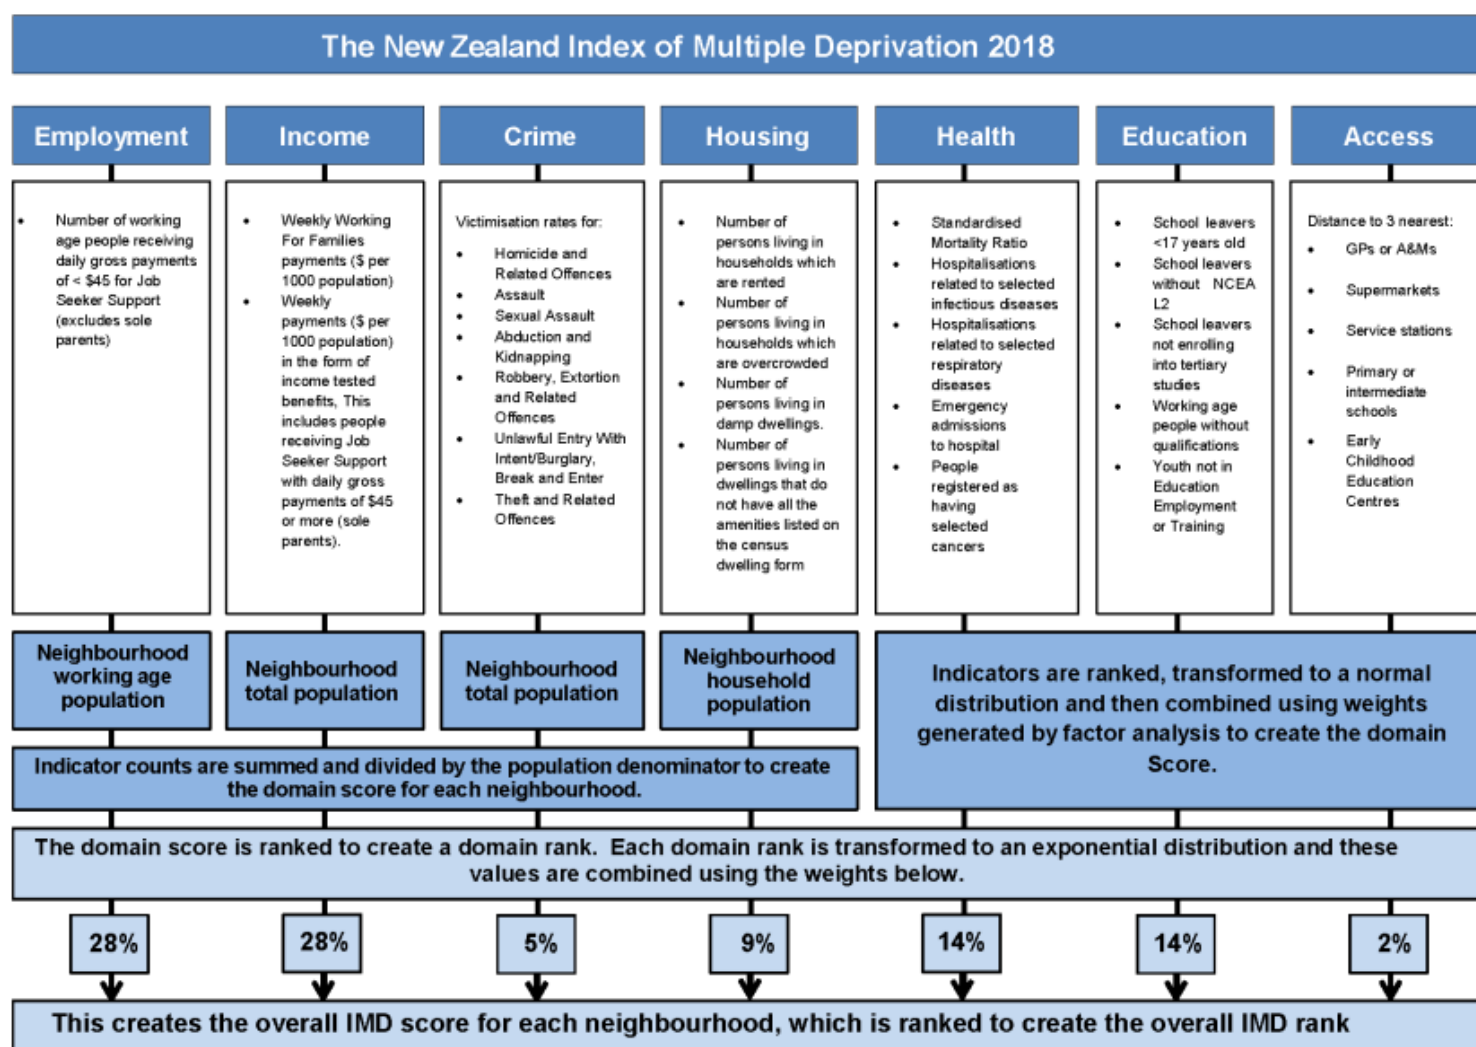 The New Zealand Index of Multiple Deprivation 2018
Employment
Income
Crime
Housing
Health
Education
Access
• Number of working
age people receiving
daily gross payments
of < $45 for Job
Seeker Support
(excludes sole
parents)
• Weekly Working
For Families
payments ($ per
1000 population)
• Weekly
payments ($ per
1000 population)
in the form of
income tested
benefits, This
includes people
receiving Job
Seeker Support
with daily gross
payments of $45
or more (sole
parents).
Victimisation rates for:
• Homicide and
Related Offences
• Assault
• Sexual Assault
• Abduction and
Kidnapping
• Robbery, Extortion
and Related
Offences
• Unlawful Entry With
Intent/Burglary,
Break and Enter
• Theft and Related
Offences
• Number of
persons living in
households which
are rented
• Number of
persons living in
households which
are overcrowded
• Number of
persons living in
damp dwellings.
• Number of
persons living in
dwellings that do
not have all the
amenities listed on
the census
dwelling form
• Standardised
Mortality Ratio
• Hospitalisations
related to selected
infectious diseases
• Hospitalisations
related to selected
respiratory
diseases
• Emergency
admissions
to hospital
• People
registered as
having
selected
cancers
• School leavers
<17 years old
• School leavers
without NCEA
L2
• School leavers
not enrolling
into tertiary
studies
• Working age
people without
qualifications
• Youth not in
Education
Employment
or Training
Distance to 3 nearest:
• GPs or A&Ms
• Supermarkets
• Service stations
• Primary or
intermediate
schools
• Early
Childhood
Education
Centres
Neighbourhood
working age
population
Neighbourhood
total population
Neighbourhood
total population
Neighbourhood
household
population
Indicators are ranked, transformed to a normal
distribution and then combined using weights
generated by factor analysis to create the domain
Score.
Indicator counts are summed and divided by the population denominator to create
the domain score for each neighbourhood.
The domain score is ranked to create a domain rank. Each domain rank is transformed to an exponential distribution and these
values are combined using the weights below.
28%
28%
5%
9%
14%
14%
2%
This creates the overall IMD score for each neighbourhood, which is ranked to create the overall IMD rank